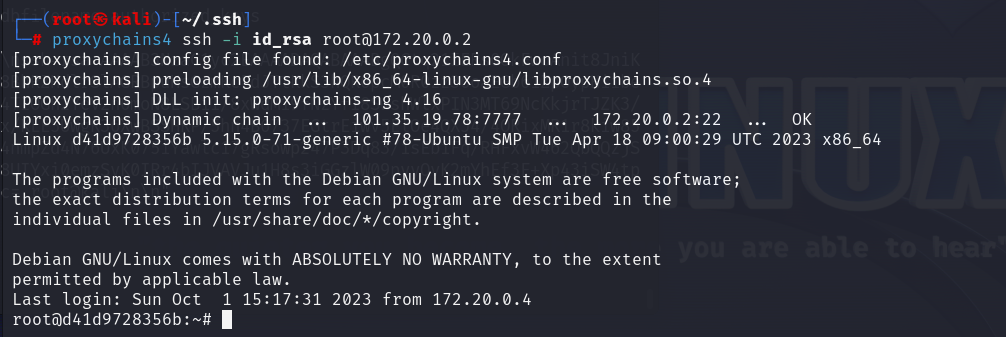 ┌──(root㉿kali)-[~/.ssh]
└─# proxychains4 ssh -i id_rsa root@172.20.0.2
[proxychains] config file found: /etc/proxychains4.conf
[proxychains] preloading /usr/lib/x86_64-linux-gnu/libproxychains.so.4
[proxychains] DLL init: proxychains-ng 4.16
[proxychains] Dynamic chain  ...  101.35.19.78:7777  ...  172.20.0.2:22  ...  OK
Linux d41d9728356b 5.15.0-71-generic #78-Ubuntu SMP Tue Apr 18 09:00:29 UTC 2023 x86_64

The programs included with the Debian GNU/Linux system are free software;
the exact distribution terms for each program are described in the
individual files in /usr/share/doc/*/copyright.

Debian GNU/Linux comes with ABSOLUTELY NO WARRANTY, to the extent
permitted by applicable law.
Last login: Sun Oct  1 15:17:31 2023 from 172.20.0.4
root@d41d9728356b:~#
you are able to hear"